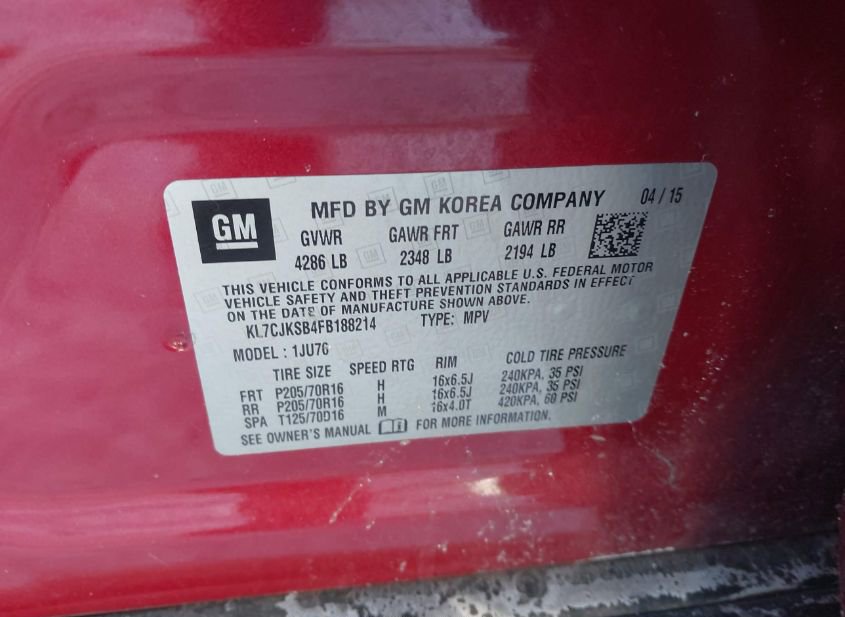 GM
MFD BY GM KOREA COMPANY 04 / 15
GVWR GAWR FRT GAWR RR
4286 LB 2348 LB 2194 LB
THIS VEHICLE CONFORMS TO ALL APPLICABLE U.S. FEDERAL MOTOR
VEHICLE SAFETY AND THEFT PREVENTION STANDARDS IN EFFECT
ON THE DATE OF MANUFACTURE SHOWN ABOVE.
KL7CJKSB4FB188214 TYPE: MPV
MODEL : 1JU76
TIRE SIZE SPEED RTG RIM COLD TIRE PRESSURE
FRT P205/70R16 H 16x6.5J 240KPA, 35 PSI
RR P205/70R16 H 16x6.5J 240KPA, 35 PSI
SPA T125/70D16 M 16x4.0T 420KPA, 60 PSI
SEE OWNER'S MANUAL FOR MORE INFORMATION.